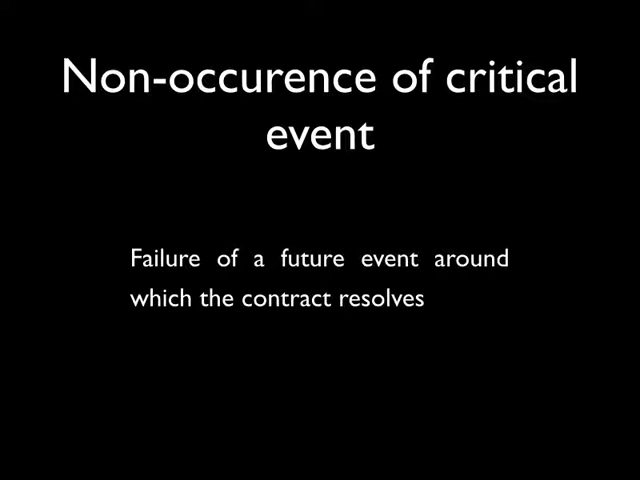 Non-occurence of critical
event
Failure of a future event around
which the contract resolves